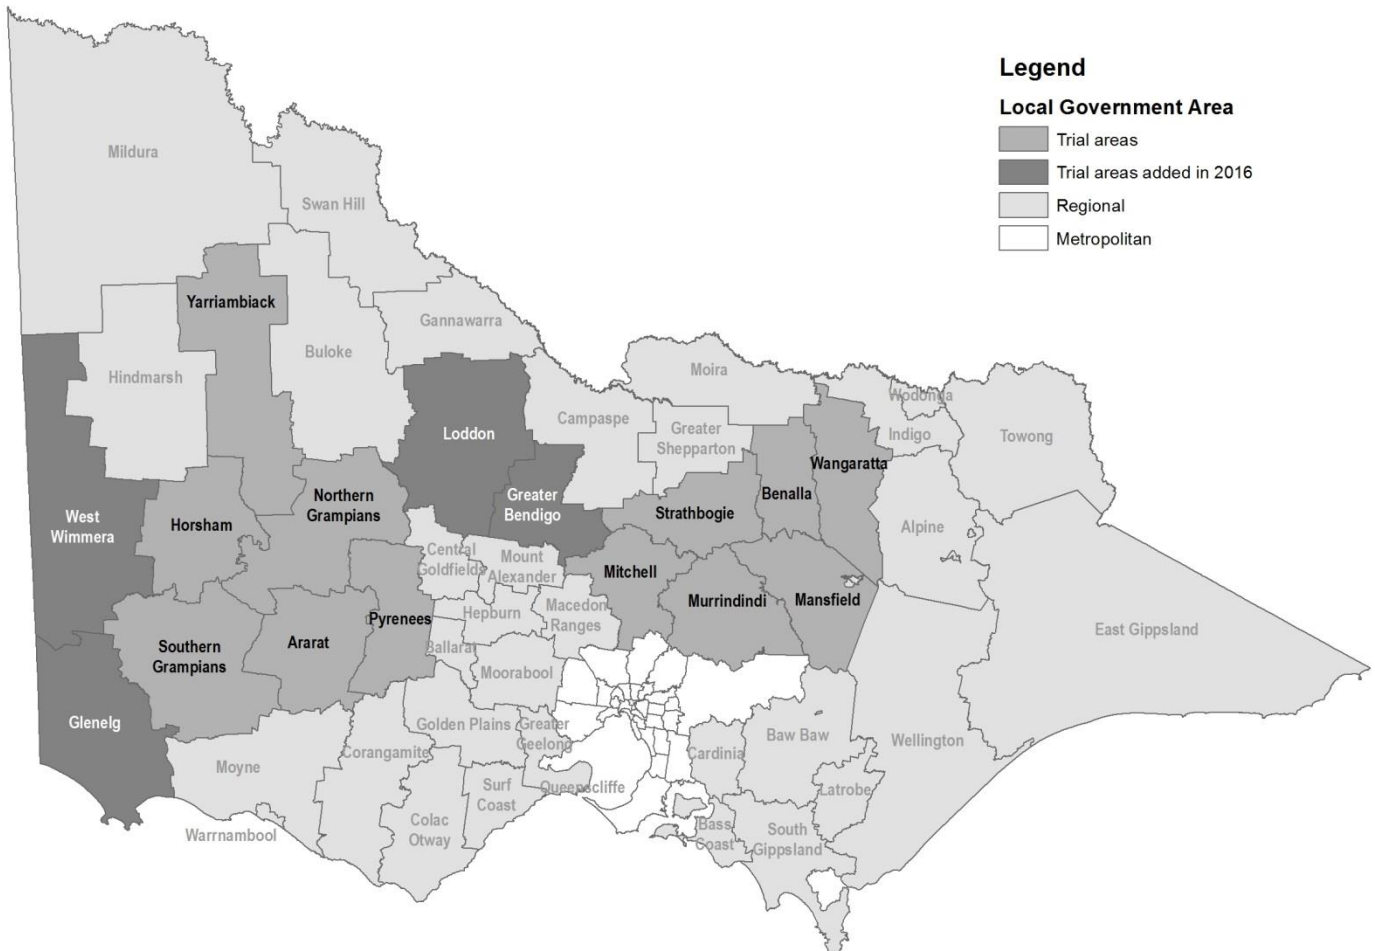 Legend
Local Government Area
Trial areas
Trial areas added in 2016
Regional
Metropolitan
Mildura
Swan Hill
Yarriambiack
Gannawarra
Buloke
Hindmarsh
Moira
Wodonga
Campaspe
Greater
Shepparton
Indigo
Towong
Loddon
Wangaratta
Northern
Grampians
Greater
Bendigo
Benalla
Strathbogie
West
Wimmera
Horsham
Alpine
Central
Goldfields
Mount
Alexander
Mitchell
Murrindindi
Mansfield
Hepburn
Macedon
Ranges
Pyrenees
East Gippsland
Southern
Grampians
Ararat
Ballarat
Moorabool
Glenelg
Golden Plains
Greater
Geelong
Corangamite
Cardinia
Baw Baw
Wellington
Moyne
Surf
Coast
Queenscliffe
Latrobe
Warrnambool
Colac
Otway
Bass
Coast
South
Gippsland